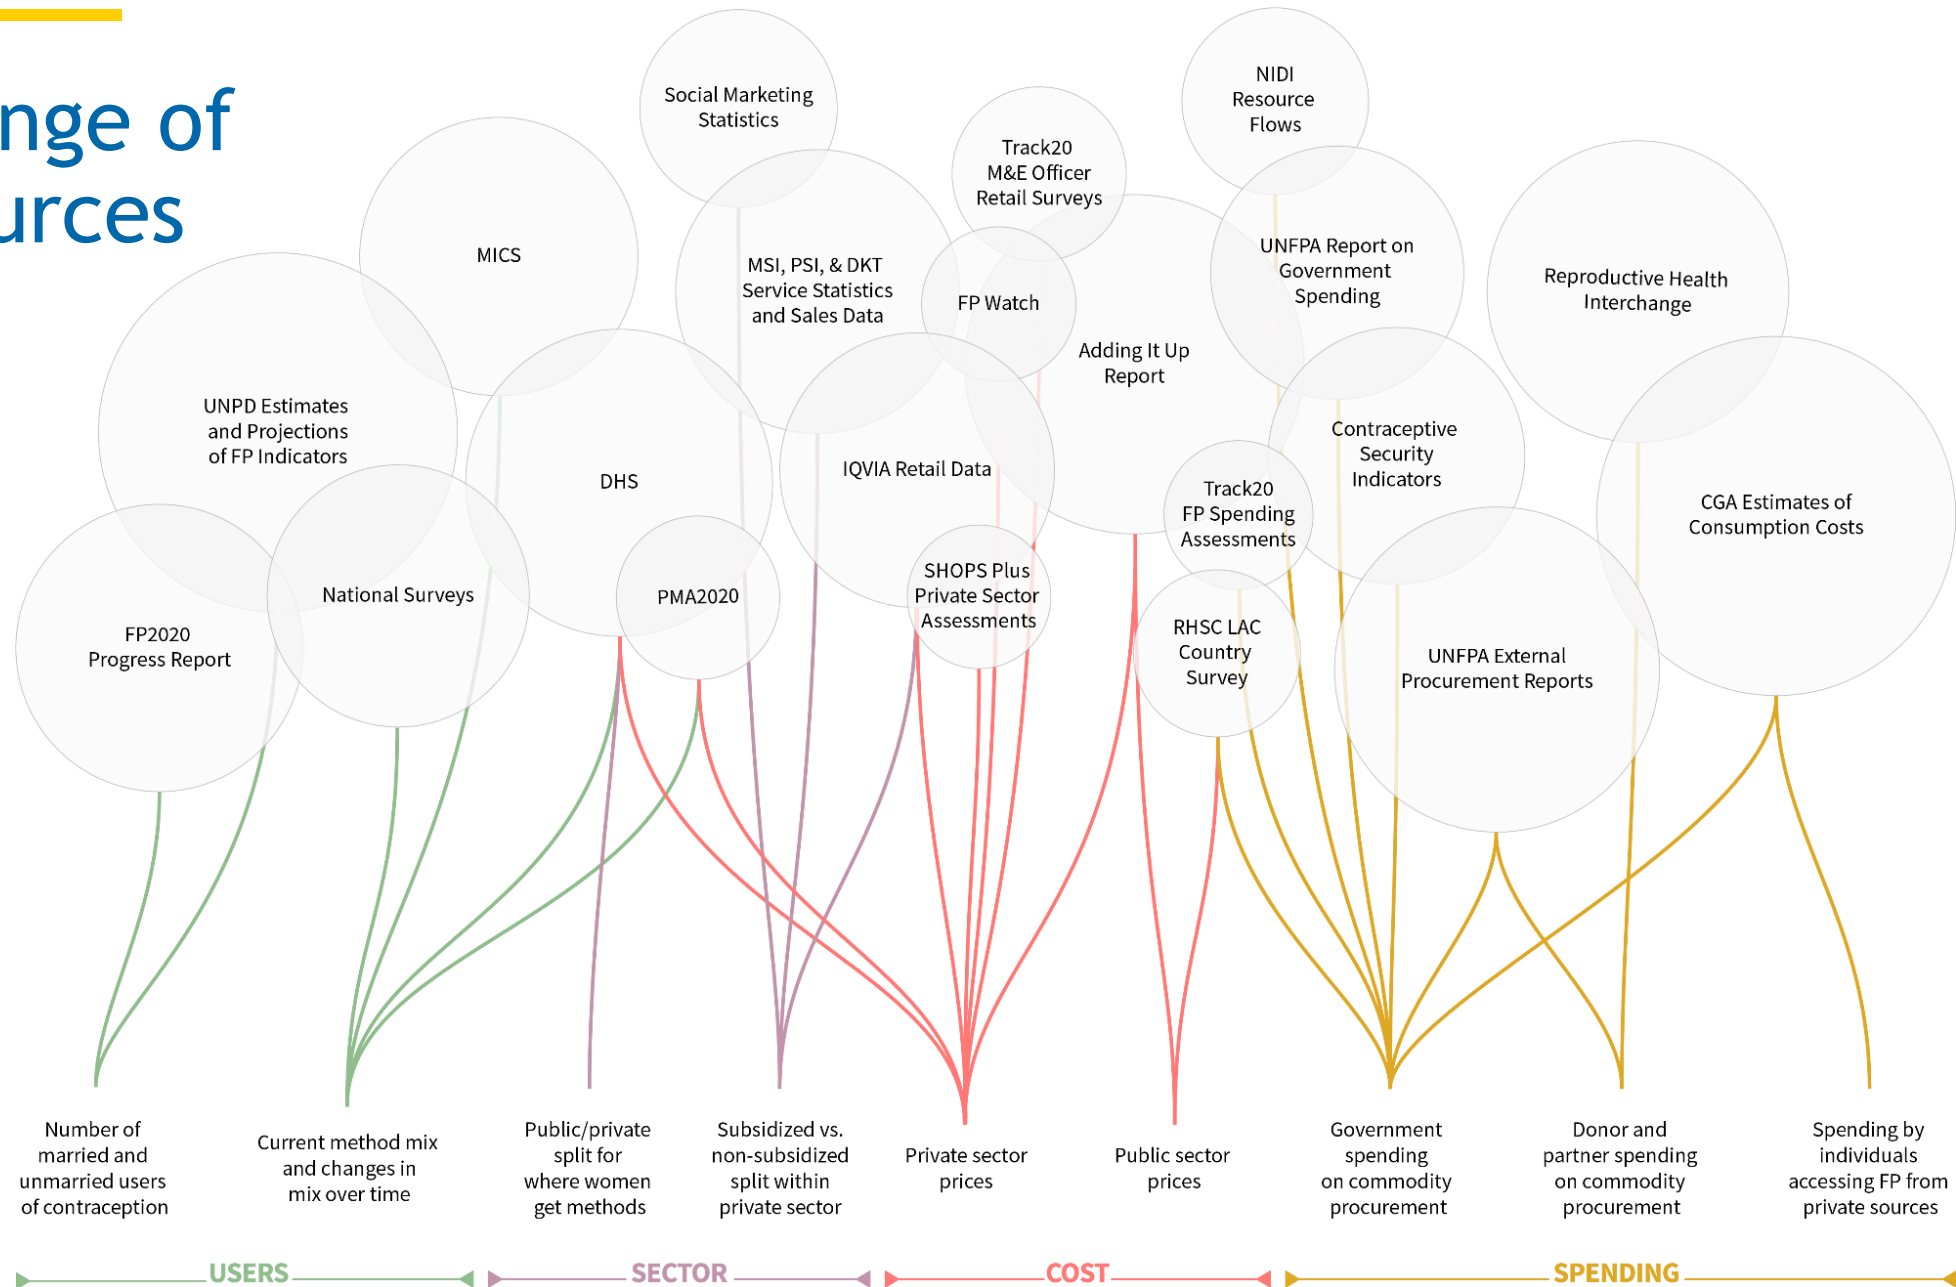 nge of
urces
Social Marketing
Statistics
NIDI
Resource
Flows
Track20
M&E Officer
Retail Surveys
MICS
MSI, PSI, & DKT
Service Statistics
and Sales Data
FP Watch
UNFPA Report on
Government
Spending
Reproductive Health
Interchange
Adding It Up
Report
UNPD Estimates
and Projections
of FP Indicators
DHS
IQVIA Retail Data
Contraceptive
Security
Indicators
Track20
FP Spending
Assessments
CGA Estimates of
Consumption Costs
National Surveys
PMA2020
SHOPS Plus
Private Sector
Assessments
FP2020
Progress Report
RHSC LAC
Country
Survey
UNFPA External
Procurement Reports
Number of
married and
unmarried users
of contraception
Current method mix
and changes in
mix over time
Public/private
split for
where women
get methods
Subsidized vs.
non-subsidized
split within
private sector
Private sector
prices
Public sector
prices
Government
spending
on commodity
procurement
Donor and
partner spending
on commodity
procurement
Spending by
individuals
accessing FP from
private sources
USERS
SECTOR
COST
SPENDING